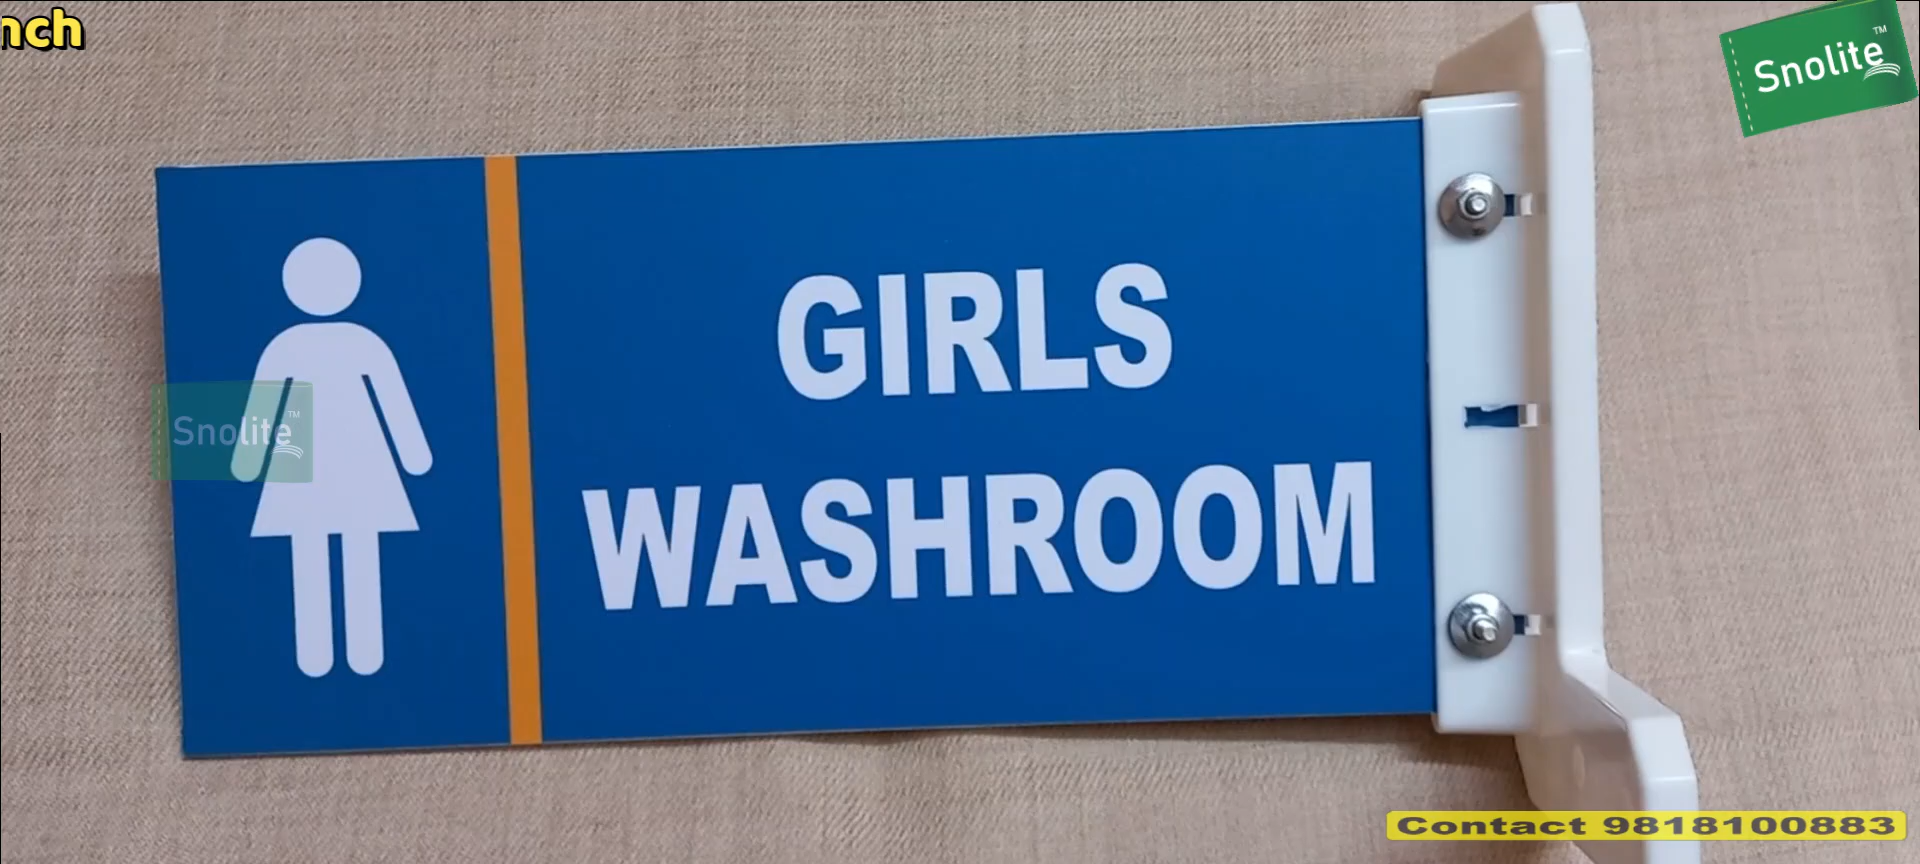 nch
Snolite™
GIRLS
WASHROOM
Snolite™
Contact 9818100883